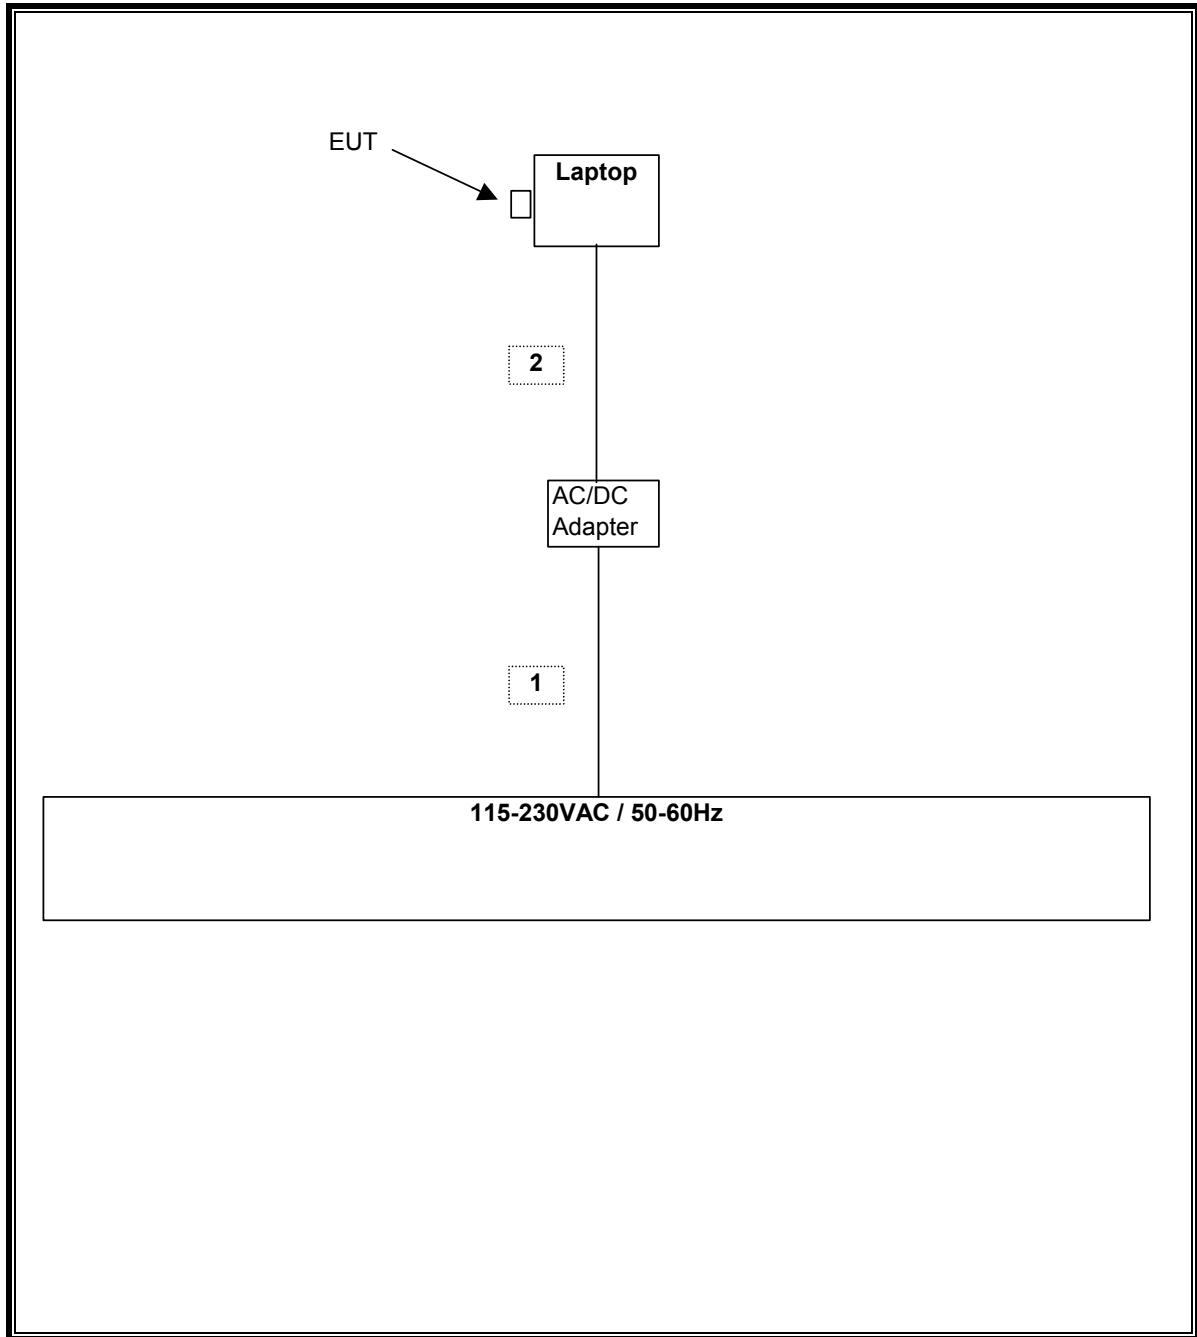 EUT
Laptop
2
AC/DC
Adapter
1
115-230VAC / 50-60Hz